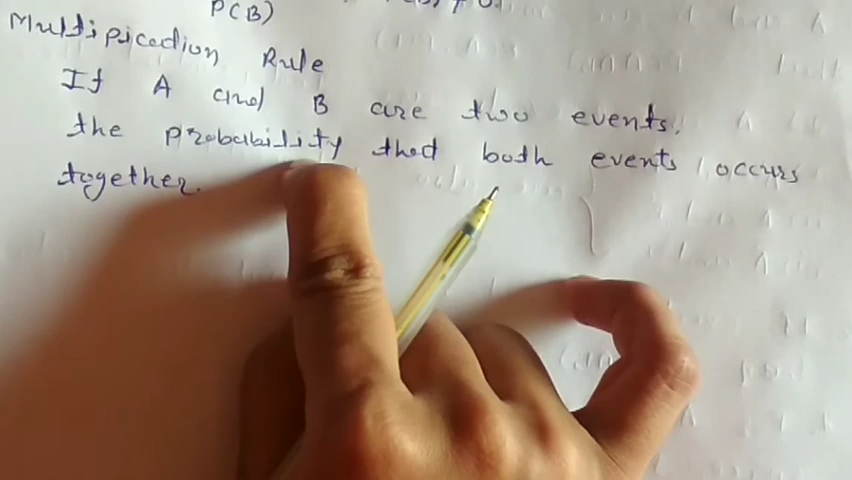 P(B)
Multipication Rule
If A and B are two events.
the probability that both events occurs
together.